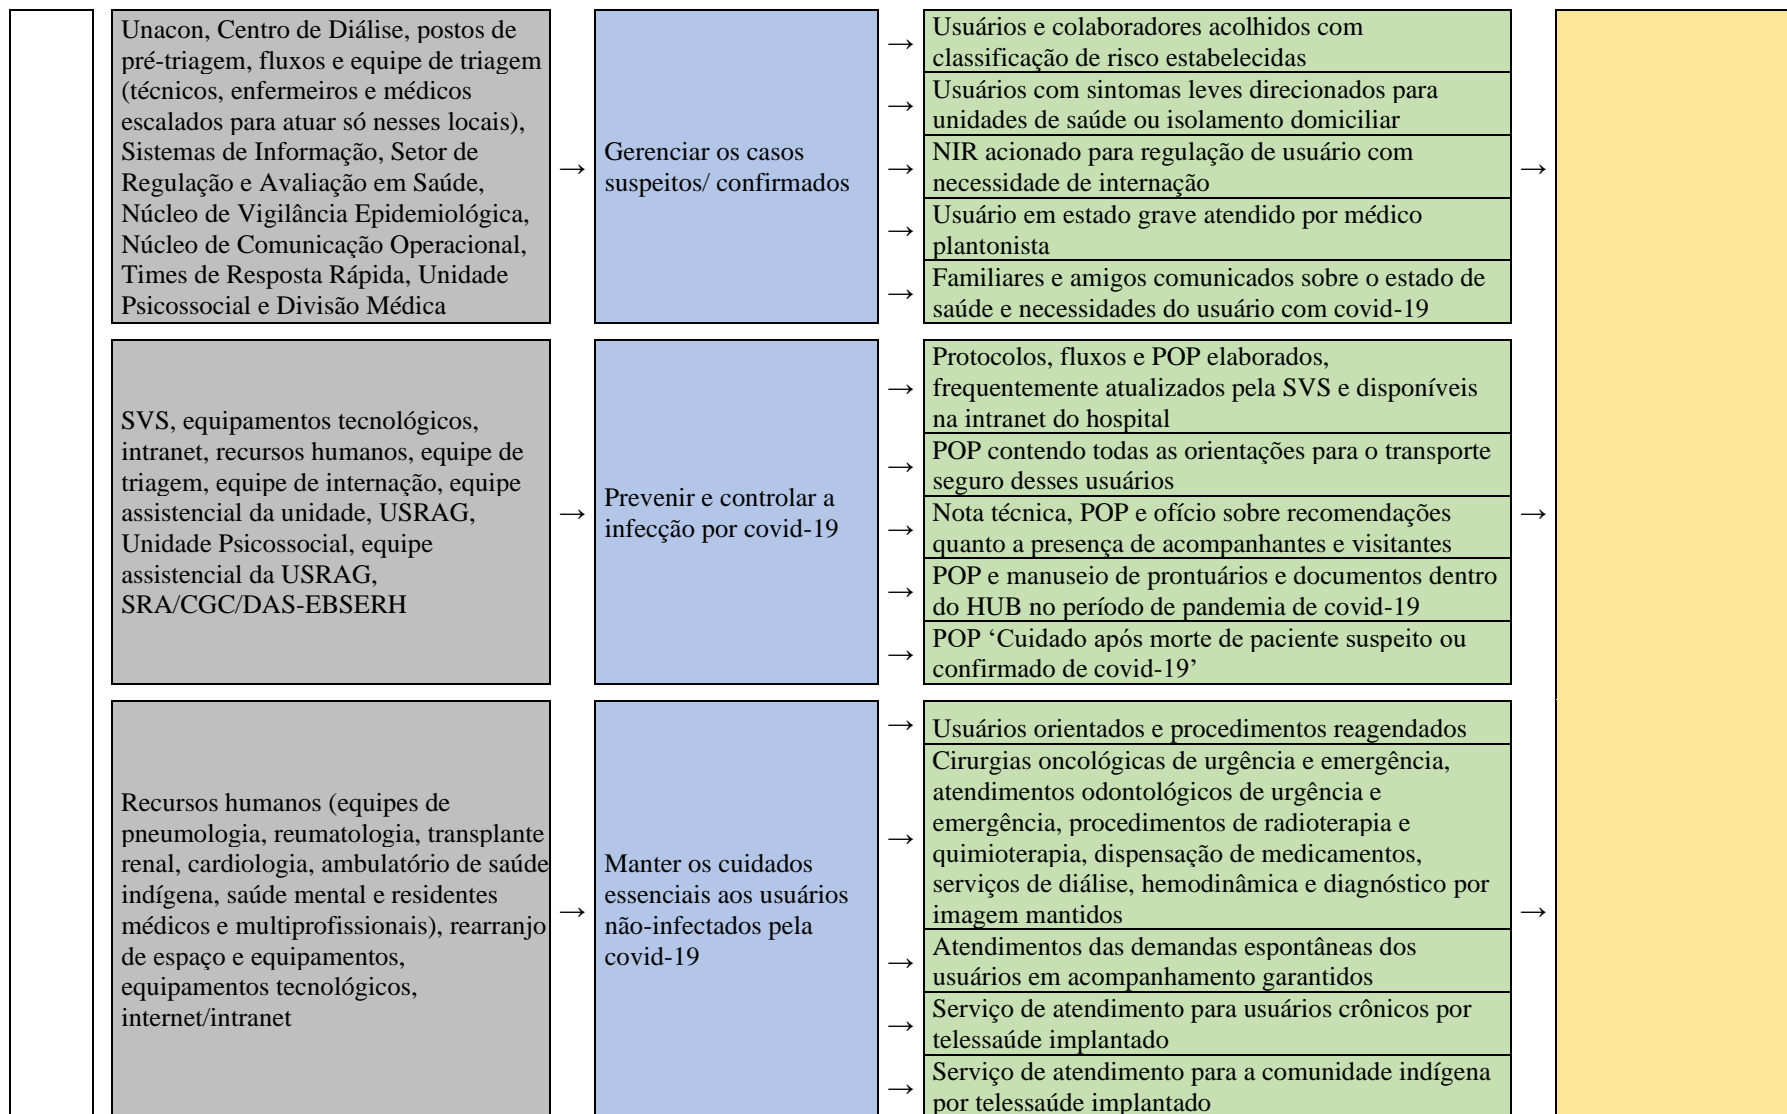 Unacon, Centro de Diálise, postos de
pré-triagem, fluxos e equipe de triagem
(técnicos, enfermeiros e médicos
escalados para atuar só nesses locais),
Sistemas de Informação, Setor de
Regulação e Avaliação em Saúde,
Núcleo de Vigilância Epidemiológica,
Núcleo de Comunicação Operacional,
Times de Resposta Rápida, Unidade
Psicossocial e Divisão Médica
→
Gerenciar os casos
suspeitos/ confirmados
→
Usuários e colaboradores acolhidos com
classificação de risco estabelecidas
→
Usuários com sintomas leves direcionados para
unidades de saúde ou isolamento domiciliar
→
NIR acionado para regulação de usuário com
necessidade de internação
→
Usuário em estado grave atendido por médico
plantonista
→
Familiares e amigos comunicados sobre o estado de
saúde e necessidades do usuário com covid-19
→
SVS, equipamentos tecnológicos,
intranet, recursos humanos, equipe de
triagem, equipe de internação, equipe
assistencial da unidade, USRAG,
Unidade Psicossocial, equipe
assistencial da USRAG,
SRA/CGC/DAS-EBSERH
→
Prevenir e controlar a
infecção por covid-19
→
Protocolos, fluxos e POP elaborados,
frequentemente atualizados pela SVS e disponíveis
na intranet do hospital
→
POP contendo todas as orientações para o transporte
seguro desses usuários
→
Nota técnica, POP e ofício sobre recomendações
quanto a presença de acompanhantes e visitantes
→
POP e manuseio de prontuários e documentos dentro
do HUB no período de pandemia de covid-19
→
POP ‘Cuidado após morte de paciente suspeito ou
confirmado de covid-19’
→
Recursos humanos (equipes de
pneumologia, reumatologia, transplante
renal, cardiologia, ambulatório de saúde
indígena, saúde mental e residentes
médicos e multiprofissionais), rearranjo
de espaço e equipamentos,
equipamentos tecnológicos,
internet/intranet
→
Manter os cuidados
essenciais aos usuários
não-infectados pela
covid-19
→
Usuários orientados e procedimentos reagendados
→
Cirurgias oncológicas de urgência e emergência,
atendimentos odontológicos de urgência e
emergência, procedimentos de radioterapia e
quimioterapia, dispensação de medicamentos,
serviços de diálise, hemodinâmica e diagnóstico por
imagem mantidos
→
Atendimentos das demandas espontâneas dos
usuários em acompanhamento garantidos
→
Serviço de atendimento para usuários crônicos por
telessaúde implantado
→
Serviço de atendimento para a comunidade indígena
por telessaúde implantado
→